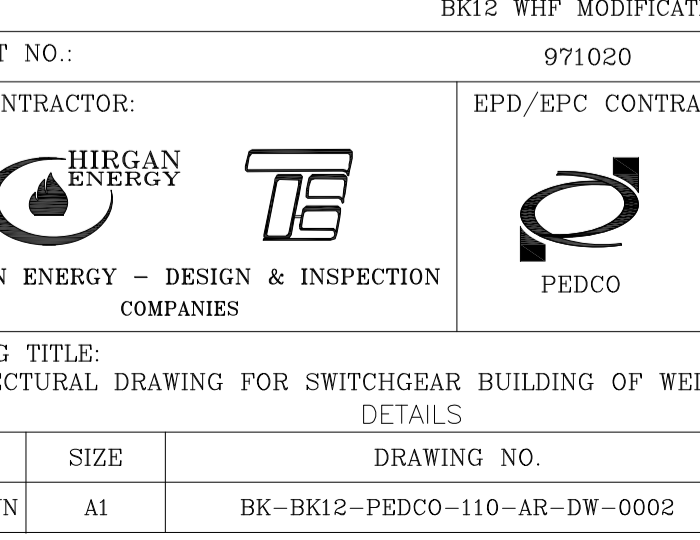 BK12 WHF MODIFICAT
T NO.: 971020
NTRACTOR: EPD/EPC CONTRA
HIRGAN
ENERGY
N ENERGY - DESIGN & INSPECTION
COMPANIES
PEDCO
G TITLE:
ECTURAL DRAWING FOR SWITCHGEAR BUILDING OF WEL
DETAILS
SIZE DRAWING NO.
N A1 BK-BK12-PEDCO-110-AR-DW-0002